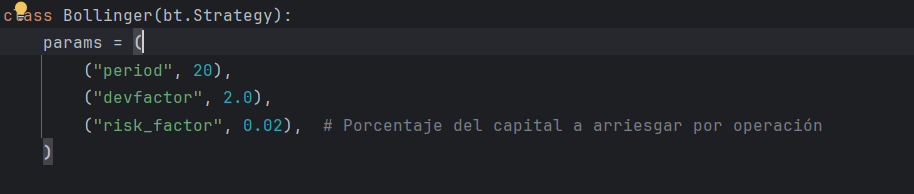 class Bollinger(bt.Strategy):
    params = (
        ("period", 20),
        ("devfactor", 2.0),
        ("risk_factor", 0.02),  # Porcentaje del capital a arriesgar por operación
    )